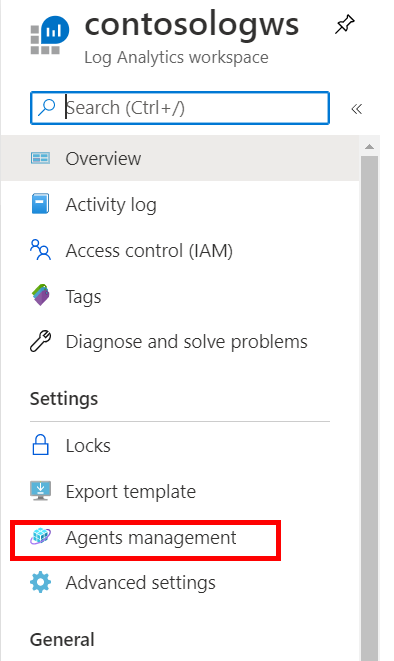 contosologws
Log Analytics workspace
Search (Ctrl+/)
Overview
Activity log
Access control (IAM)
Tags
Diagnose and solve problems
Settings
Locks
Export template
Agents management
Advanced settings
General